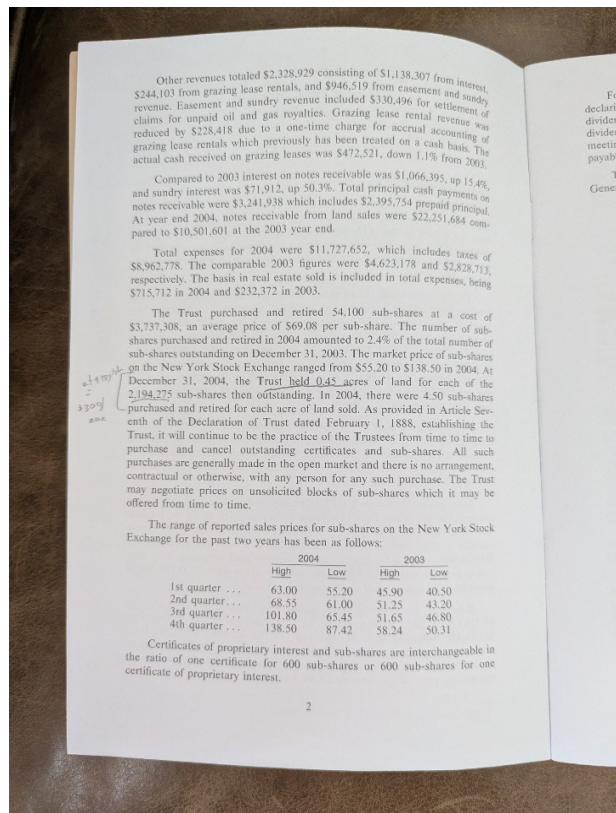 Other revenues totaled $2,328,929 consisting of $1,138,307 from interest,
$244,103 from grazing lease rentals, and $946,519 from easement and sundry
revenue. Easement and sundry revenue included $330,496 for settlement of
claims for unpaid oil and gas royalties. Grazing lease rental revenue was
reduced by $228,418 due to a one-time charge for accrual accounting of
grazing lease rentals which previously has been treated on a cash basis. The
actual cash received on grazing leases was $472,521, down 1.1% from 2003.
Compared to 2003 interest on notes receivable was $1,066,395, up 15.4%,
and sundry interest was $71,912, up 50.3%. Total principal cash payments on
notes receivable were $3,241,938 which includes $2,395,754 prepaid principal.
At year end 2004, notes receivable from land sales were $22,251,684 com-
pared to $10,501,601 at the 2003 year end.
Total expenses for 2004 were $11,727,652, which includes taxes of
$8,962,778. The comparable 2003 figures were $4,623,178 and $2,828,713,
respectively. The basis in real estate sold is included in total expenses, being
$715,712 in 2004 and $232,372 in 2003.
The Trust purchased and retired 54,100 sub-shares at a cost of
$3,737,308, an average price of $69.08 per sub-share. The number of sub-
shares purchased and retired in 2004 amounted to 2.4% of the total number of
sub-shares outstanding on December 31, 2003. The market price of sub-shares
on the New York Stock Exchange ranged from $55.20 to $138.50 in 2004. At
December 31, 2004, the Trust held 0.45 acres of land for each of the
2,194,275 sub-shares then outstanding. In 2004, there were 4.50 sub-shares
purchased and retired for each acre of land sold. As provided in Article Sev-
enth of the Declaration of Trust dated February 1, 1888, establishing the
Trust, it will continue to be the practice of the Trustees from time to time to
purchase and cancel outstanding certificates and sub-shares. All such
purchases are generally made in the open market and there is no arrangement,
contractual or otherwise, with any person for any such purchase. The Trust
may negotiate prices on unsolicited blocks of sub-shares which it may be
offered from time to time.
The range of reported sales prices for sub-shares on the New York Stock
Exchange for the past two years has been as follows:
2004 2003
High Low High Low
1st quarter ... 63.00 55.20 45.90 40.50
2nd quarter ... 68.55 61.00 51.25 43.20
3rd quarter ... 101.80 65.45 51.65 46.80
4th quarter ... 138.50 87.42 58.24 50.31
Certificates of proprietary interest and sub-shares are interchangeable in
the ratio of one certificate for 600 sub-shares or 600 sub-shares for one
certificate of proprietary interest.
2
declari
divide
divide
meetin
payab
Gene